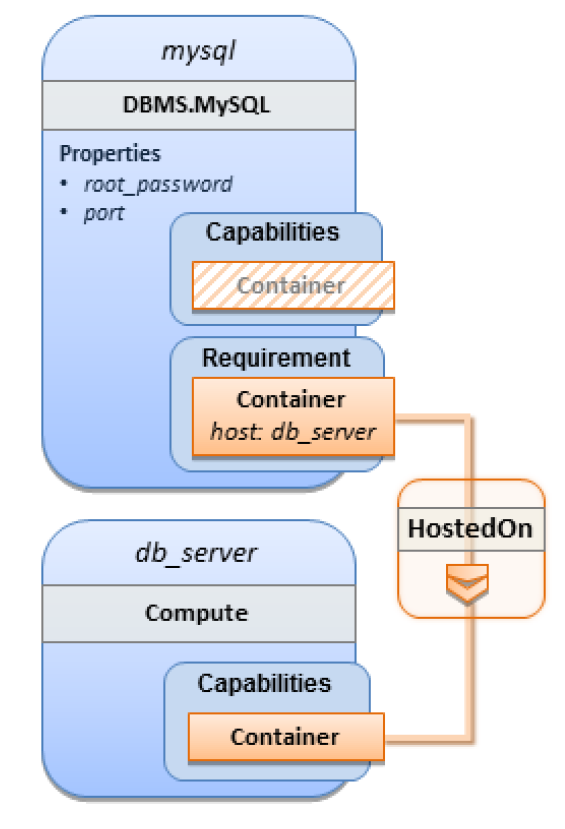 mysql
DBMS.MySQL
Properties
• root_password
• port
Capabilities
Container
Requirement
Container
host: db_server
HostedOn
db_server
Compute
Capabilities
Container